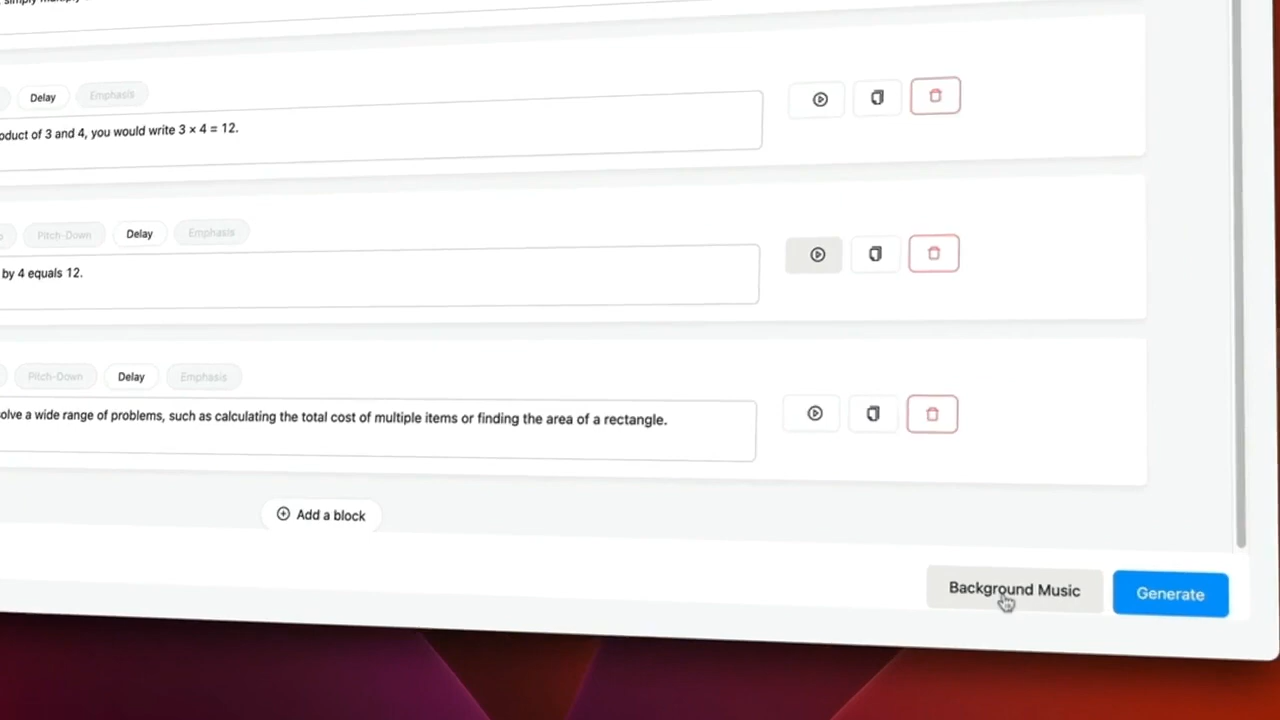 simply multiply
Delay Emphasis
oduct of 3 and 4, you would write 3 × 4 = 12.
Pitch-Down Delay Emphasis
by 4 equals 12.
Pitch-Down Delay Emphasis
olve a wide range of problems, such as calculating the total cost of multiple items or finding the area of a rectangle.
Add a block
Background Music Generate